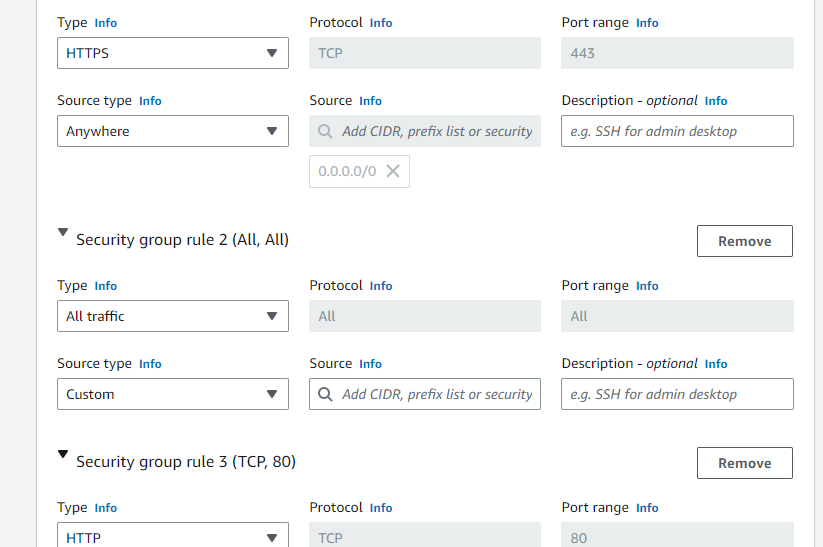 Type Info Protocol Info Port range Info
HTTPS TCP 443
Source type Info Source Info Description - optional Info
Anywhere Add CIDR, prefix list or security e.g. SSH for admin desktop
0.0.0.0/0
Security group rule 2 (All, All) Remove
Type Info Protocol Info Port range Info
All traffic All All
Source type Info Source Info Description - optional Info
Custom Add CIDR, prefix list or security e.g. SSH for admin desktop
Security group rule 3 (TCP, 80) Remove
Type Info Protocol Info Port range Info
HTTP TCP 80